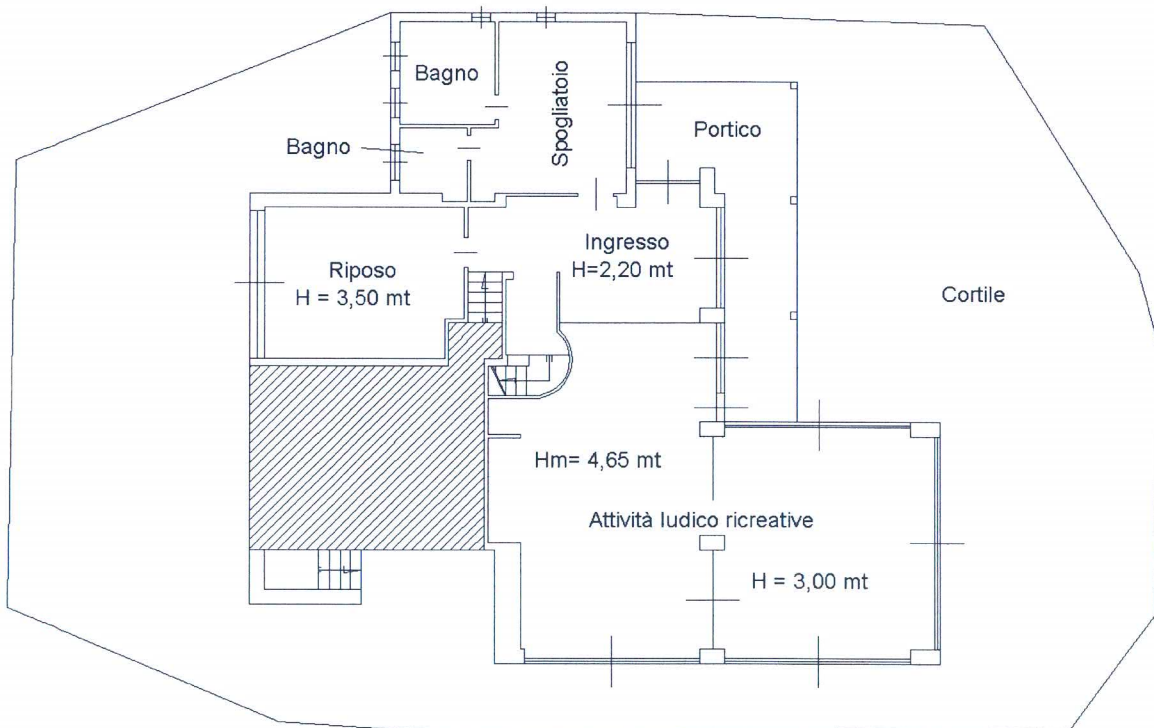 Bagno
Spogliatoio
Portico
Bagno
Ingresso
H=2,20 mt
Riposo
H = 3,50 mt
Cortile
Hm= 4,65 mt
Attività ludico ricreative
H = 3,00 mt